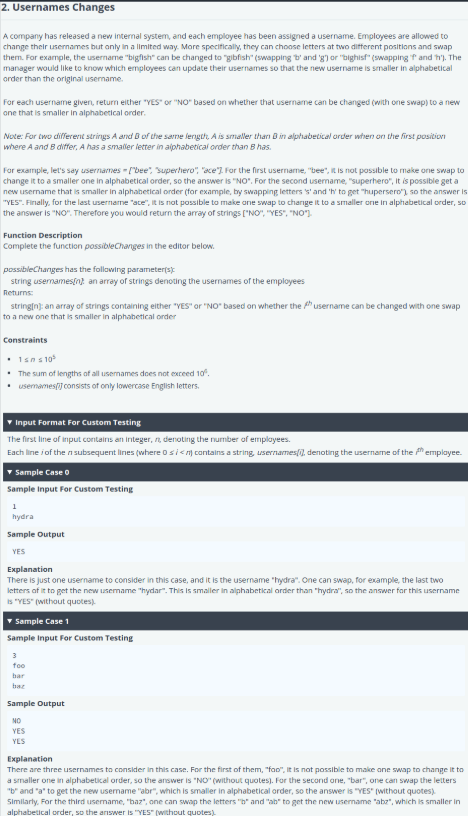 2. Usernames Changes
A company has released a new internal system, and each employee has been assigned a username. Employees are allowed to
change their usernames but only in a limited way. More specifically, they can choose letters at two different positions and swap
them. For example, the username "bigfish" can be changed to "gibfish" (swapping 'b' and 'g') or "bighisf" (swapping 'f' and 'h'). The
manager would like to know which employees can update their usernames so that the new username is smaller in alphabetical
order than the original username.
For each username given, return either "YES" or "NO" based on whether that username can be changed (with one swap) to a new
one that is smaller in alphabetical order.
Note: For two different strings A and B of the same length, A is smaller than B in alphabetical order when on the first position
where A and B differ, A has a smaller letter in alphabetical order than B has.
For example, let's say usernames = ["bee", "superhero", "ace"]. For the first username, "bee", it is not possible to make one swap to
change it to a smaller one in alphabetical order, so the answer is "NO". For the second username, "superhero", it is possible get a
new username that is smaller in alphabetical order (for example, by swapping letters 's' and 'h' to get "hupersero"), so the answer is
"YES". Finally, for the last username "ace", it is not possible to make one swap to change it to a smaller one in alphabetical order, so
the answer is "NO". Therefore you would return the array of strings ["NO", "YES", "NO"].
Function Description
Complete the function possibleChanges in the editor below.
possibleChanges has the following parameter(s):
string usernames[n]: an array of strings denoting the usernames of the employees
Returns:
string[n]: an array of strings containing either "YES" or "NO" based on whether the ith username can be changed with one swap
to a new one that is smaller in alphabetical order
Constraints
• 1 ≤ n ≤ 10^5
• The sum of lengths of all usernames does not exceed 10^6.
• usernames[i] consists of only lowercase English letters.
▼ Input Format For Custom Testing
The first line of input contains an integer, n, denoting the number of employees.
Each line i of the n subsequent lines (where 0 ≤ i < n) contains a string, usernames[i], denoting the username of the ith employee.
▼ Sample Case 0
Sample Input For Custom Testing
1
hydra
Sample Output
YES
Explanation
There is just one username to consider in this case, and it is the username "hydra". One can swap, for example, the last two
letters of it to get the new username "hydar". This is smaller in alphabetical order than "hydra", so the answer for this username
is "YES" (without quotes).
▼ Sample Case 1
Sample Input For Custom Testing
3
foo
bar
baz
Sample Output
NO
YES
YES
Explanation
There are three usernames to consider in this case. For the first of them, "foo", it is not possible to make one swap to change it to
a smaller one in alphabetical order, so the answer is "NO" (without quotes). For the second one, "bar", one can swap the letters
"b" and "a" to get the new username "abr", which is smaller in alphabetical order, so the answer is "YES" (without quotes).
Similarly, For the third username, "baz", one can swap the letters "b" and "ab" to get the new username "abz", which is smaller in
alphabetical order, so the answer is "YES" (without quotes).